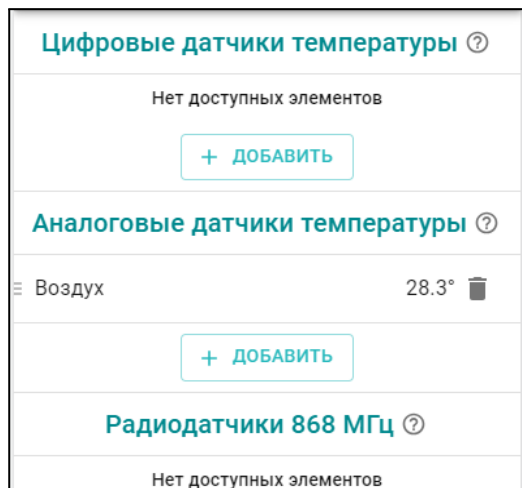 Цифровые датчики температуры ?
Нет доступных элементов
+ ДОБАВИТЬ
Аналоговые датчики температуры ?
Воздух 28.3°
+ ДОБАВИТЬ
Радиодатчики 868 МГц ?
Нет доступных элементов